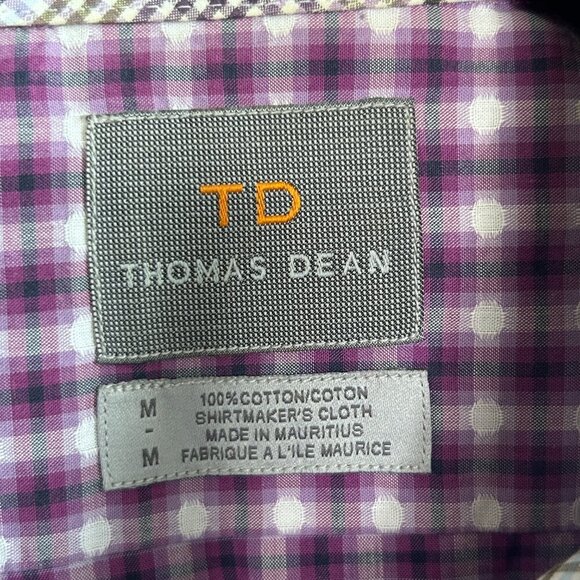 TD
THOMAS DEAN
M
-
M
100% COTTON/COTON
SHIRTMAKER'S CLOTH
MADE IN MAURITIUS
FABRIQUE A L'ILE MAURICE